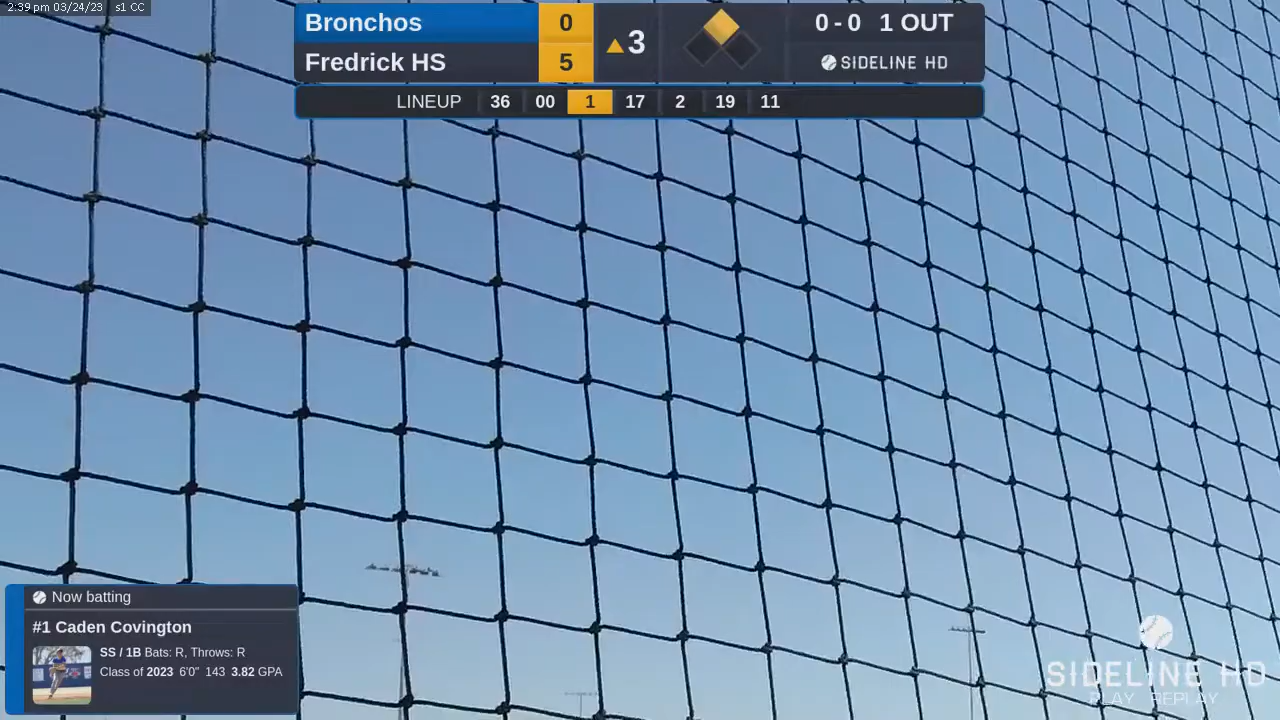 2:39 pm 03/24/23 s1 CC
Bronchos 0
Fredrick HS 5
▲3
0 - 0 1 OUT
SIDELINE HD
LINEUP 36 00 1 17 2 19 11
Now batting
#1 Caden Covington
SS / 1B Bats: R, Throws: R
Class of 2023 6'0" 143 3.82 GPA
SIDELINE HD
PLAY REPLAY